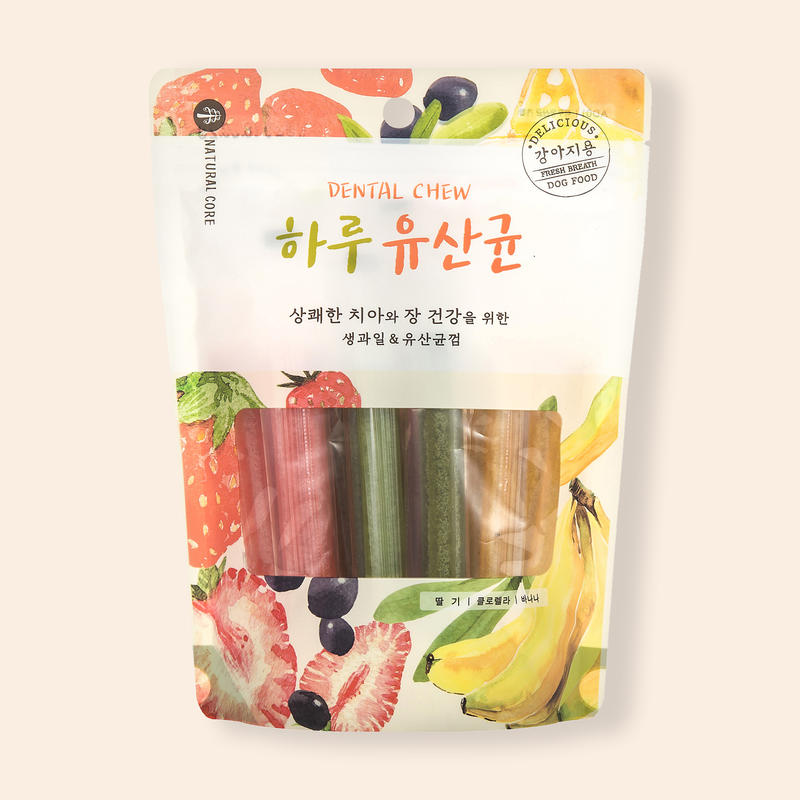 NATURAL CORE
DELICIOUS
강아지용
FRESH BREATH
DOG FOOD
DENTAL CHEW
하루 유산균
상쾌한 치아와 장 건강을 위한
생과일 & 유산균껌
딸 기 | 클로렐라 | 바나나